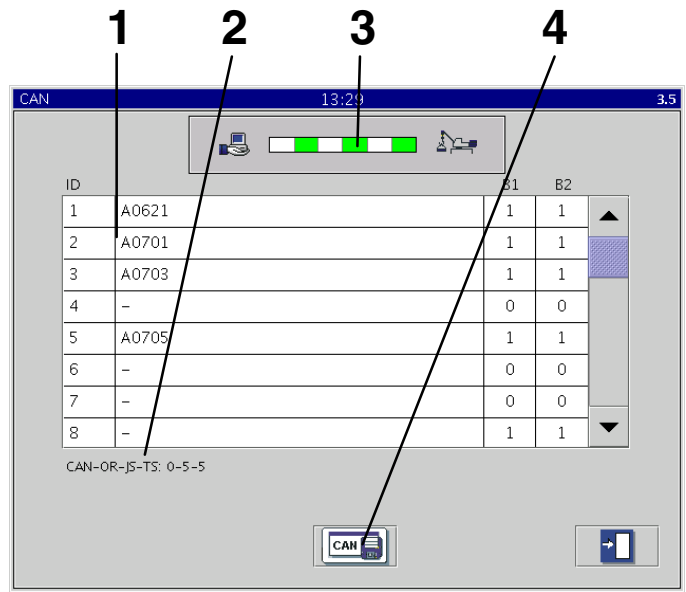 1 2 3 4
CAN 13:29 3.5
ID B1 B2
1 A0621 1 1
2 A0701 1 1
3 A0703 1 1
4 – 0 0
5 A0705 1 1
6 – 0 0
7 – 0 0
8 – 1 1
CAN-OR-JS-TS: 0-5-5
CAN